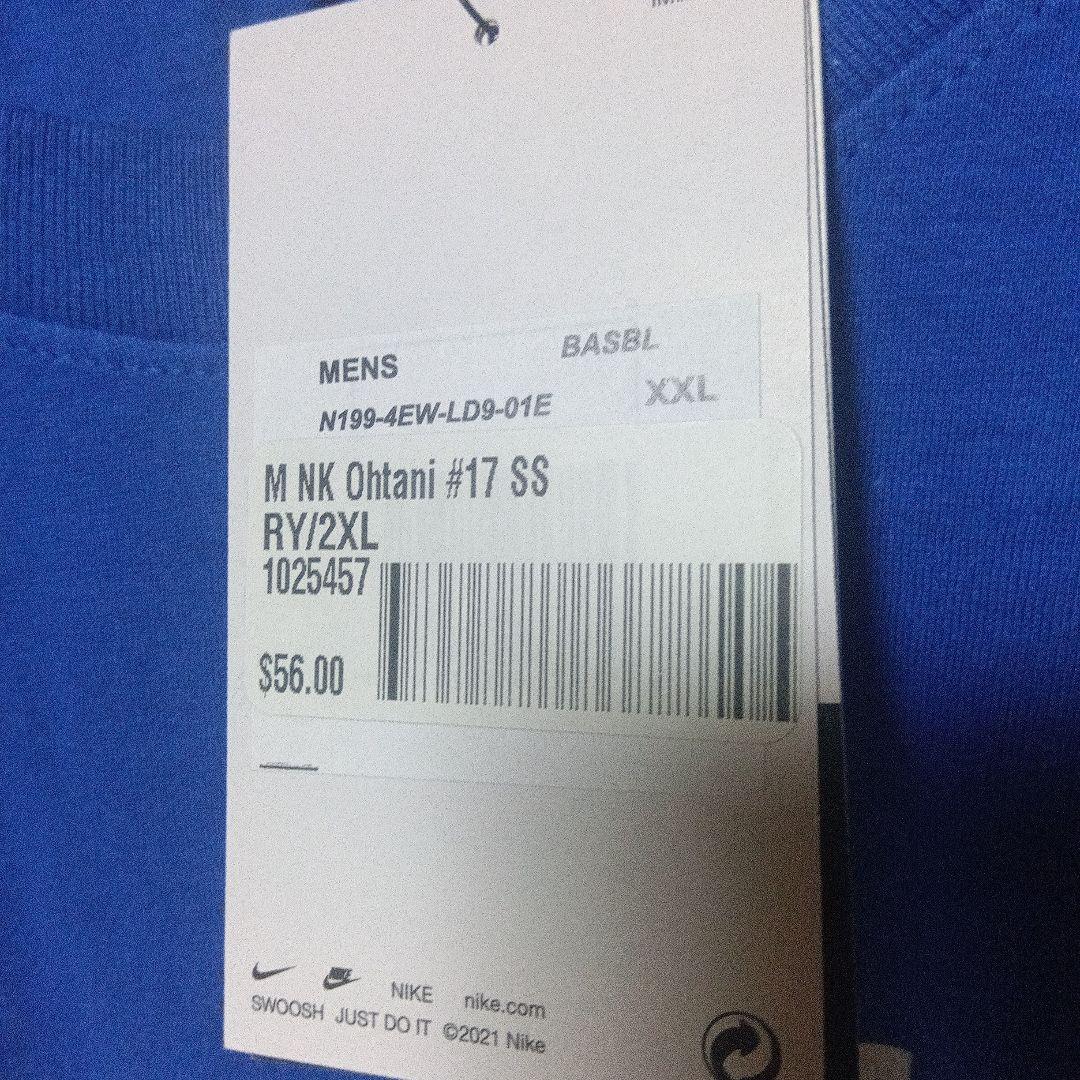 MENS BASBL
N199-4EW-LD9-01E XXL
M NK Ohtani #17 SS
RY/2XL
1025457
$56.00
NIKE nike.com
SWOOSH JUST DO IT ©2021 Nike